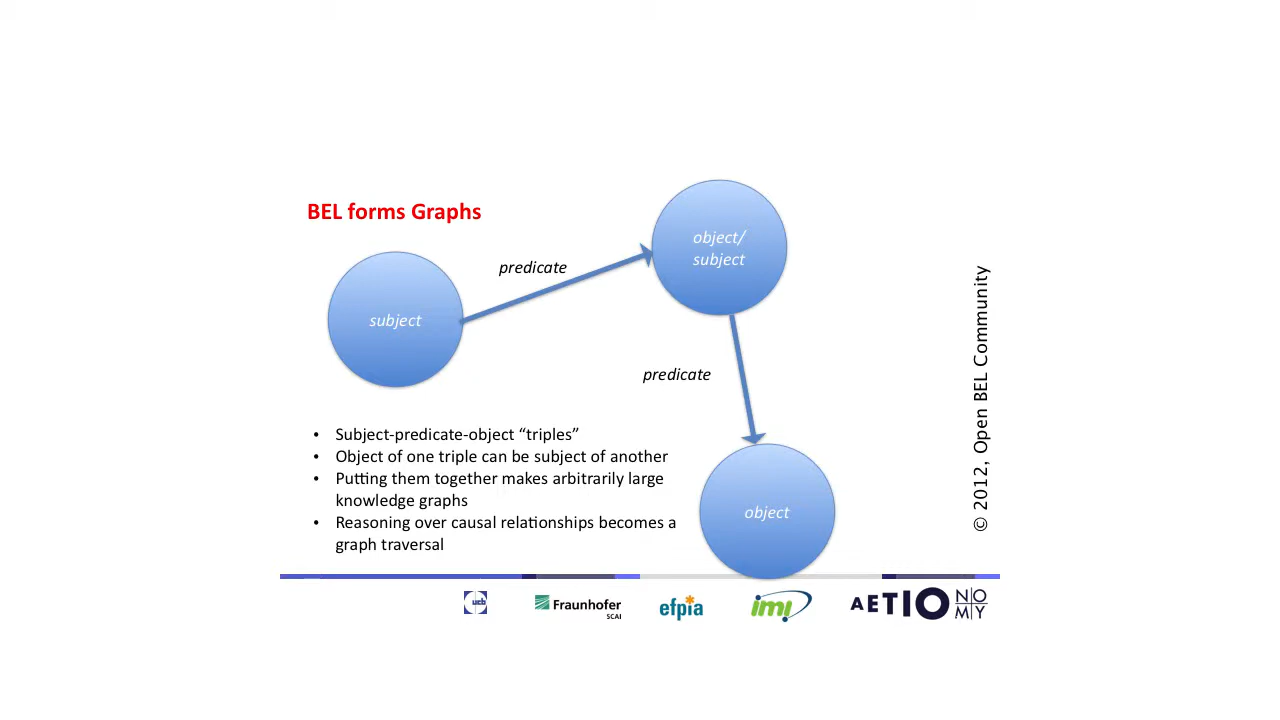 BEL forms Graphs
object/
subject
predicate
subject
predicate
• Subject-predicate-object “triples”
• Object of one triple can be subject of another
• Putting them together makes arbitrarily large
knowledge graphs
• Reasoning over causal relationships becomes a
graph traversal
object
© 2012, Open BEL Community
ucb
Fraunhofer
SCAI
efpia
imi
AETIONOMY